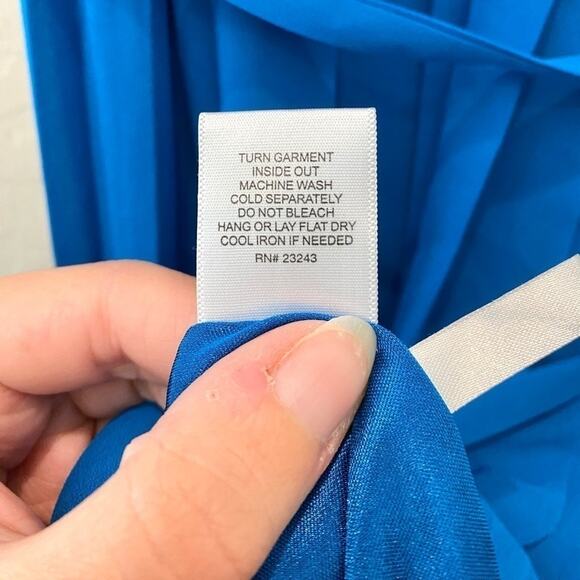 TURN GARMENT
INSIDE OUT
MACHINE WASH
COLD SEPARATELY
DO NOT BLEACH
HANG OR LAY FLAT DRY
COOL IRON IF NEEDED
RN# 23243